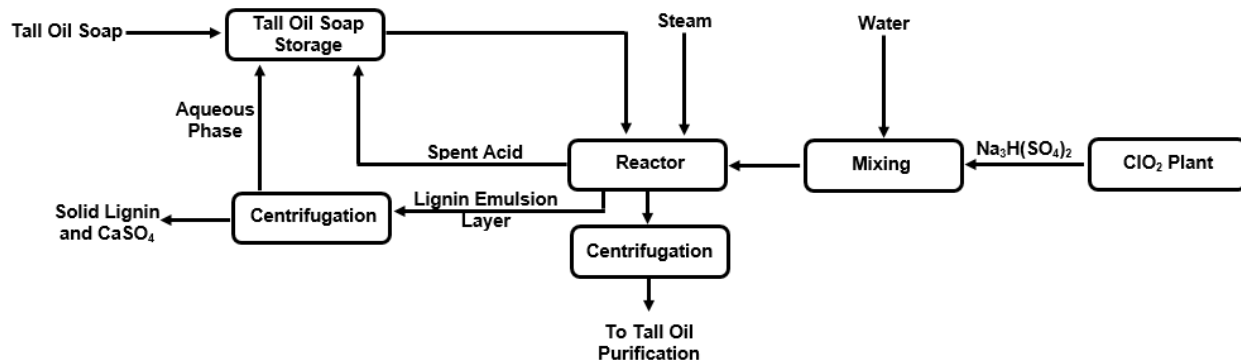 Tall Oil Soap
Tall Oil Soap
Storage
Steam
Water
Aqueous
Phase
Spent Acid
Reactor
Mixing
Na₃H(SO₄)₂
ClO₂ Plant
Solid Lignin
and CaSO₄
Centrifugation
Lignin Emulsion
Layer
Centrifugation
To Tall Oil
Purification